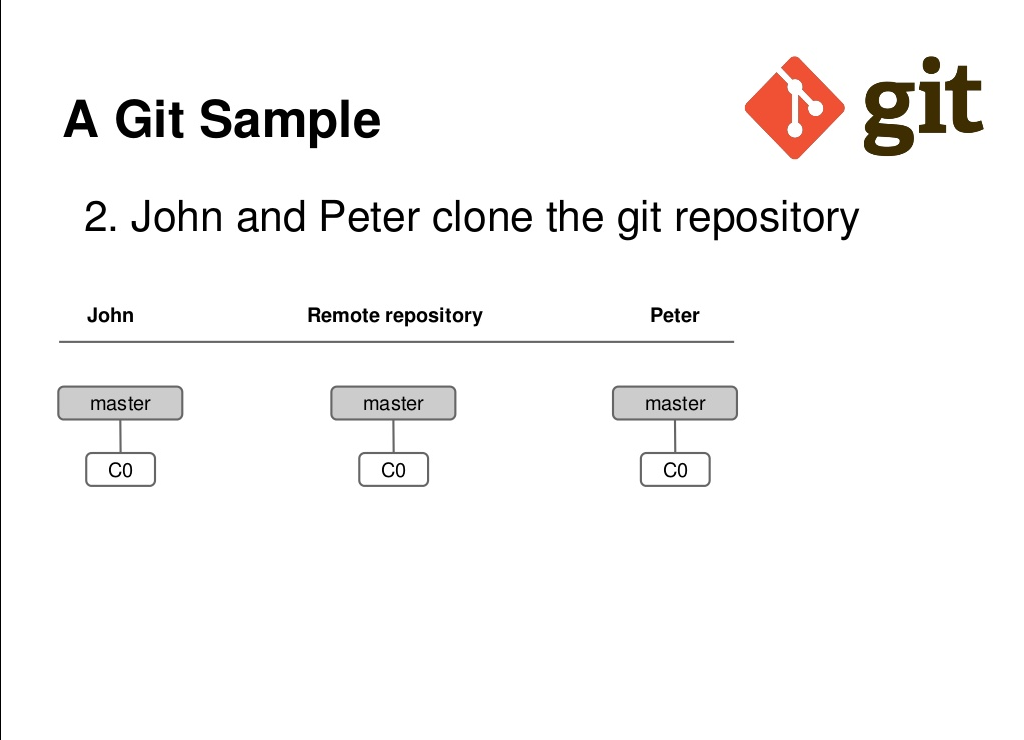 git
A Git Sample
2. John and Peter clone the git repository
John Remote repository Peter
master master master
C0 C0 C0